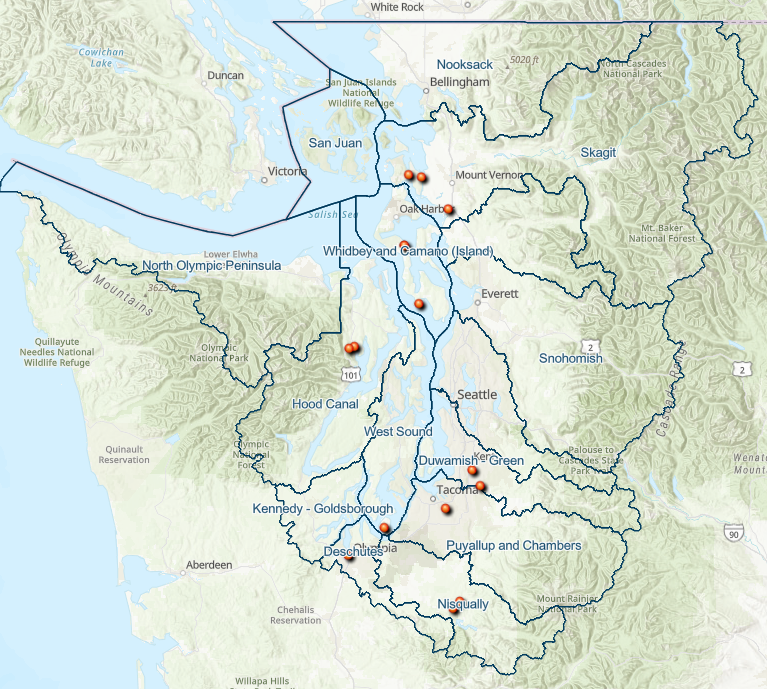 White Rock
Cowichan
Lake
Duncan
Nooksack
5020 ft
North Cascades
National Park
Bellingham
San Juan Islands
National
Wildlife Refuge
San Juan
Skagit
Victoria
Mount Vernon
Oak Harb
Salish Sea
Mt. Baker
National Forest
Whidbey and Camano (Island)
Lower Elwha
North Olympic Peninsula
Olympic Mountains
3623 ft
Everett
Quillayute
Needles National
Wildlife Refuge
Olympic
National Park
2
Snohomish
2
101
Cascade Range
Seattle
Hood Canal
West Sound
Olympic
National
Forest
Quinault
Reservation
Palouse to
Cascades State
Park
Wenat
Mounta
Ken
Duwamish - Green
Tacoma
Kennedy - Goldsborough
90
Olympia
Deschutes
Puyallup and Chambers
Aberdeen
Nisqually
Mount Rainier
National Park
Chehalis
Reservation
Willapa Hills